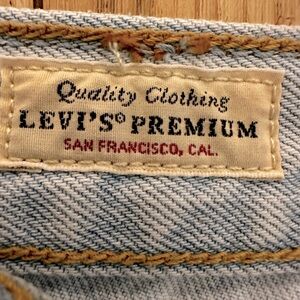 Quality Clothing
LEVI'S® PREMIUM
SAN FRANCISCO, CAL.